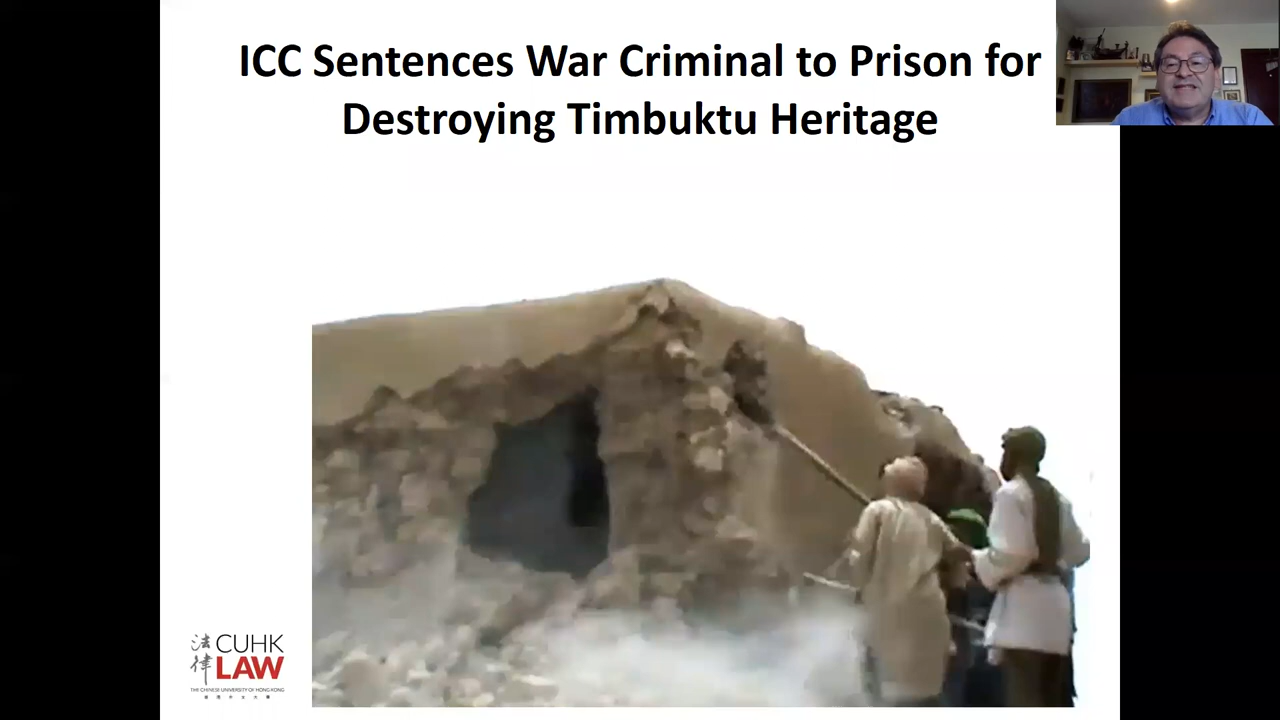 ICC Sentences War Criminal to Prison for
Destroying Timbuktu Heritage
法律
CUHK
LAW
THE CHINESE UNIVERSITY OF HONG KONG
香港中文大學